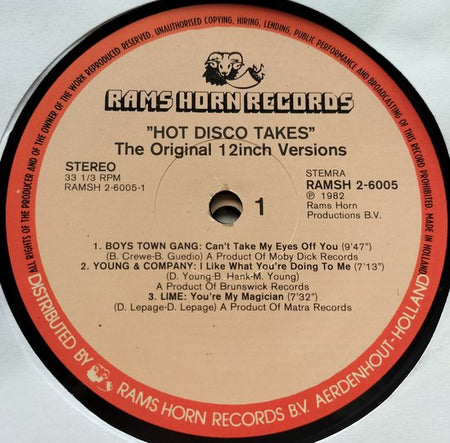 ALL RIGHTS OF THE PRODUCER AND OF THE OWNER OF THE WORK REPRODUCED RESERVED. UNAUTHORISED COPYING, HIRING, LENDING, PUBLIC PERFORMANCE AND BROADCASTING OF THIS RECORD PROHIBITED. MADE IN HOLLAND
RAMS HORN RECORDS
"HOT DISCO TAKES"
The Original 12inch Versions
STEREO
33 1/3 RPM
RAMSH 2-6005-1
STEMRA
RAMSH 2-6005
℗ 1982
Rams Horn
Productions B.V.
1
1. BOYS TOWN GANG: Can't Take My Eyes Off You (9'47")
(B. Crewe-B. Guedio) A Product of Moby Dick Records
2. YOUNG & COMPANY: I Like What You're Doing To Me (7'13")
(D. Young-B. Hank-M. Young)
A Product Of Brunswick Records
3. LIME: You're My Magician (7'32")
(D. Lepage-D. Lepage) A Product Of Matra Records
DISTRIBUTED BY RAMS HORN RECORDS B.V. AERDENHOUT-HOLLAND